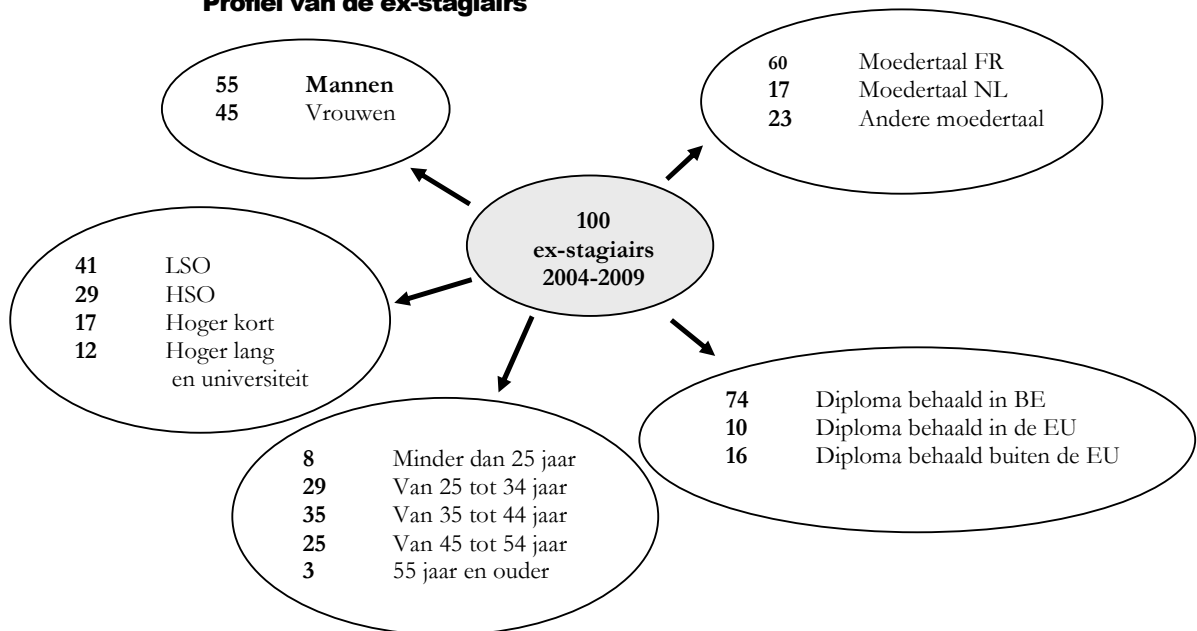 Profiel van de ex-stagiairs
55 Mannen
45 Vrouwen
60 Moedertaal FR
17 Moedertaal NL
23 Andere moedertaal
100
ex-stagiairs
2004-2009
41 LSO
29 HSO
17 Hoger kort
12 Hoger lang
en universiteit
74 Diploma behaald in BE
10 Diploma behaald in de EU
16 Diploma behaald buiten de EU
8 Minder dan 25 jaar
29 Van 25 tot 34 jaar
35 Van 35 tot 44 jaar
25 Van 45 tot 54 jaar
3 55 jaar en ouder